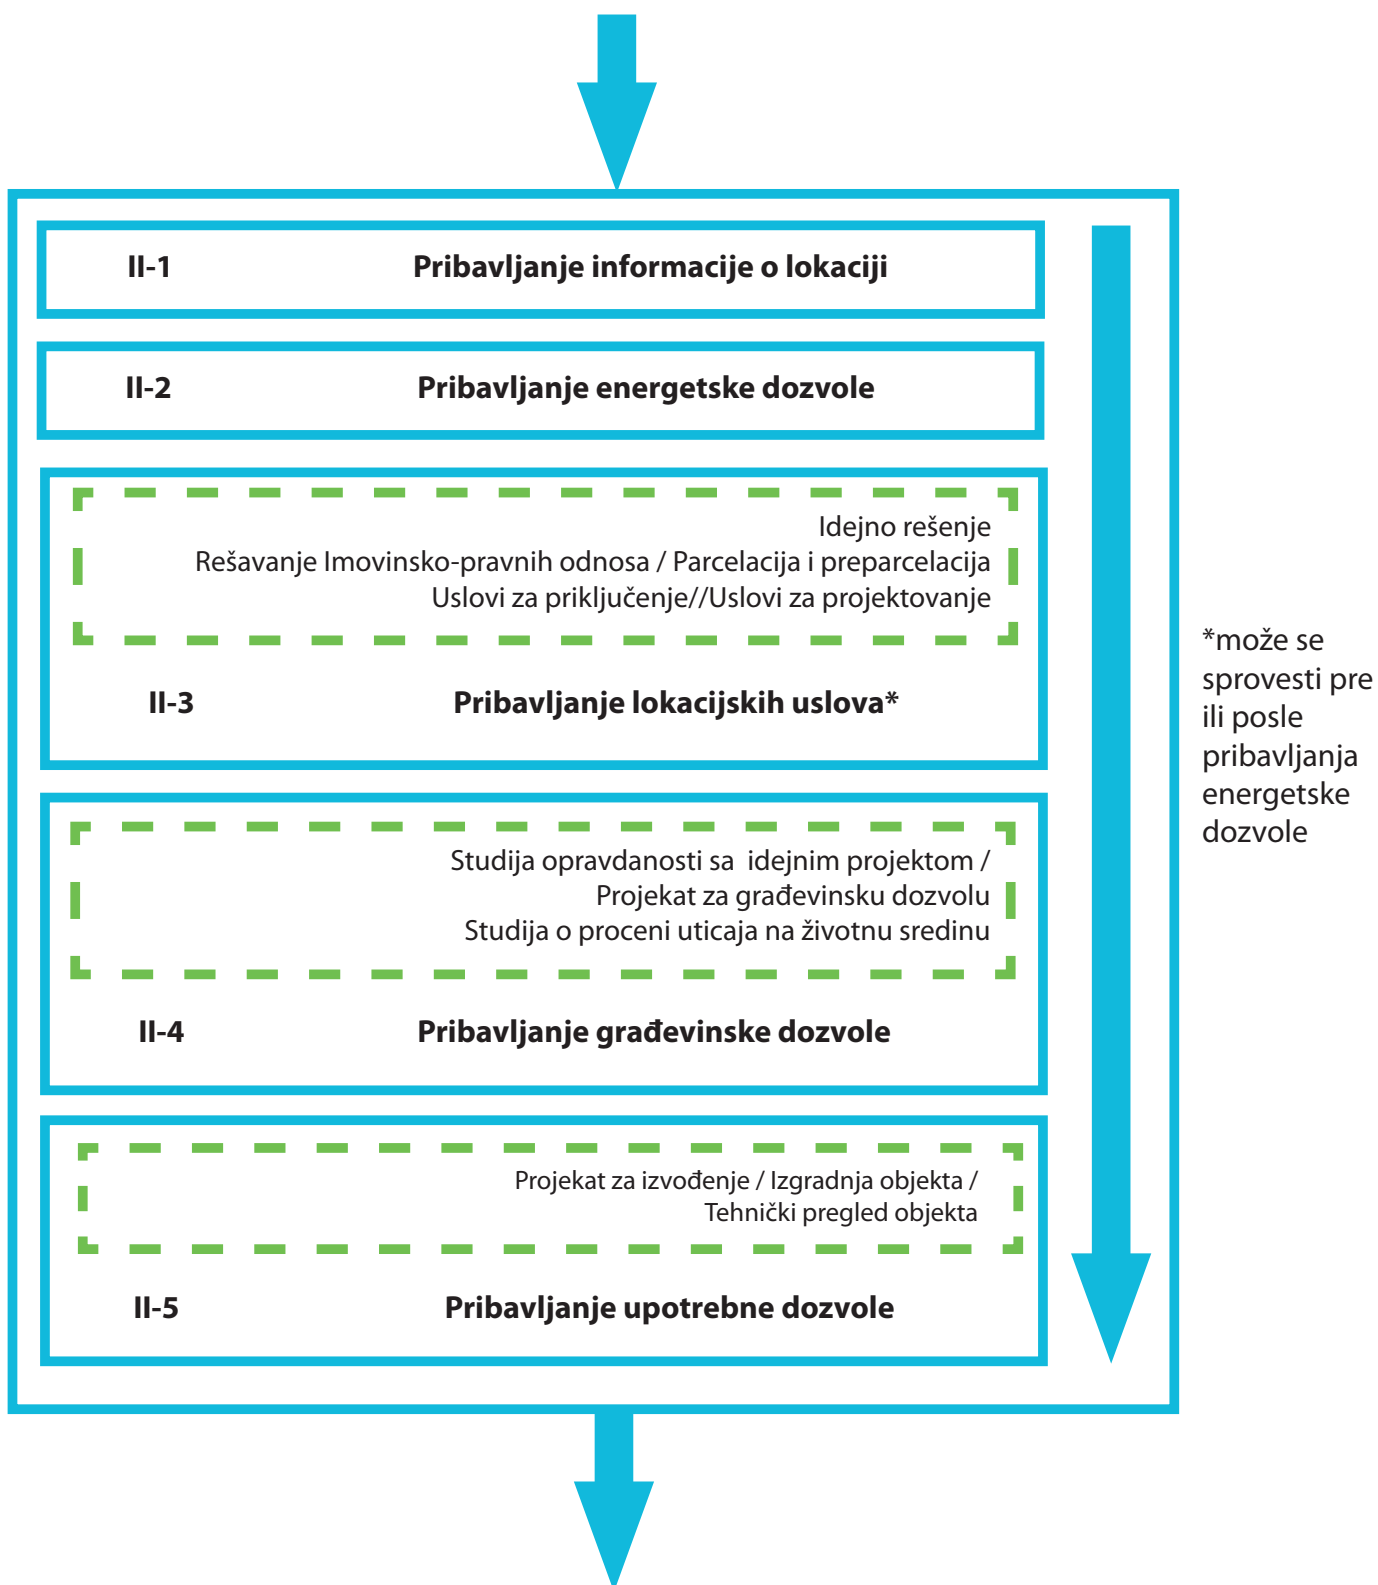 II-1 Pribavljanje informacije o lokaciji
II-2 Pribavljanje energetske dozvole
Idejno rešenje
Rešavanje Imovinsko-pravnih odnosa / Parcelacija i preparcelacija
Uslovi za priključenje//Uslovi za projektovanje
II-3 Pribavljanje lokacijskih uslova*
Studija opravdanosti sa idejnim projektom /
Projekat za građevinsku dozvolu
Studija o proceni uticaja na životnu sredinu
II-4 Pribavljanje građevinske dozvole
Projekat za izvođenje / Izgradnja objekta /
Tehnički pregled objekta
II-5 Pribavljanje upotrebne dozvole
*može se
sprovesti pre
ili posle
pribavljanja
energetske
dozvole